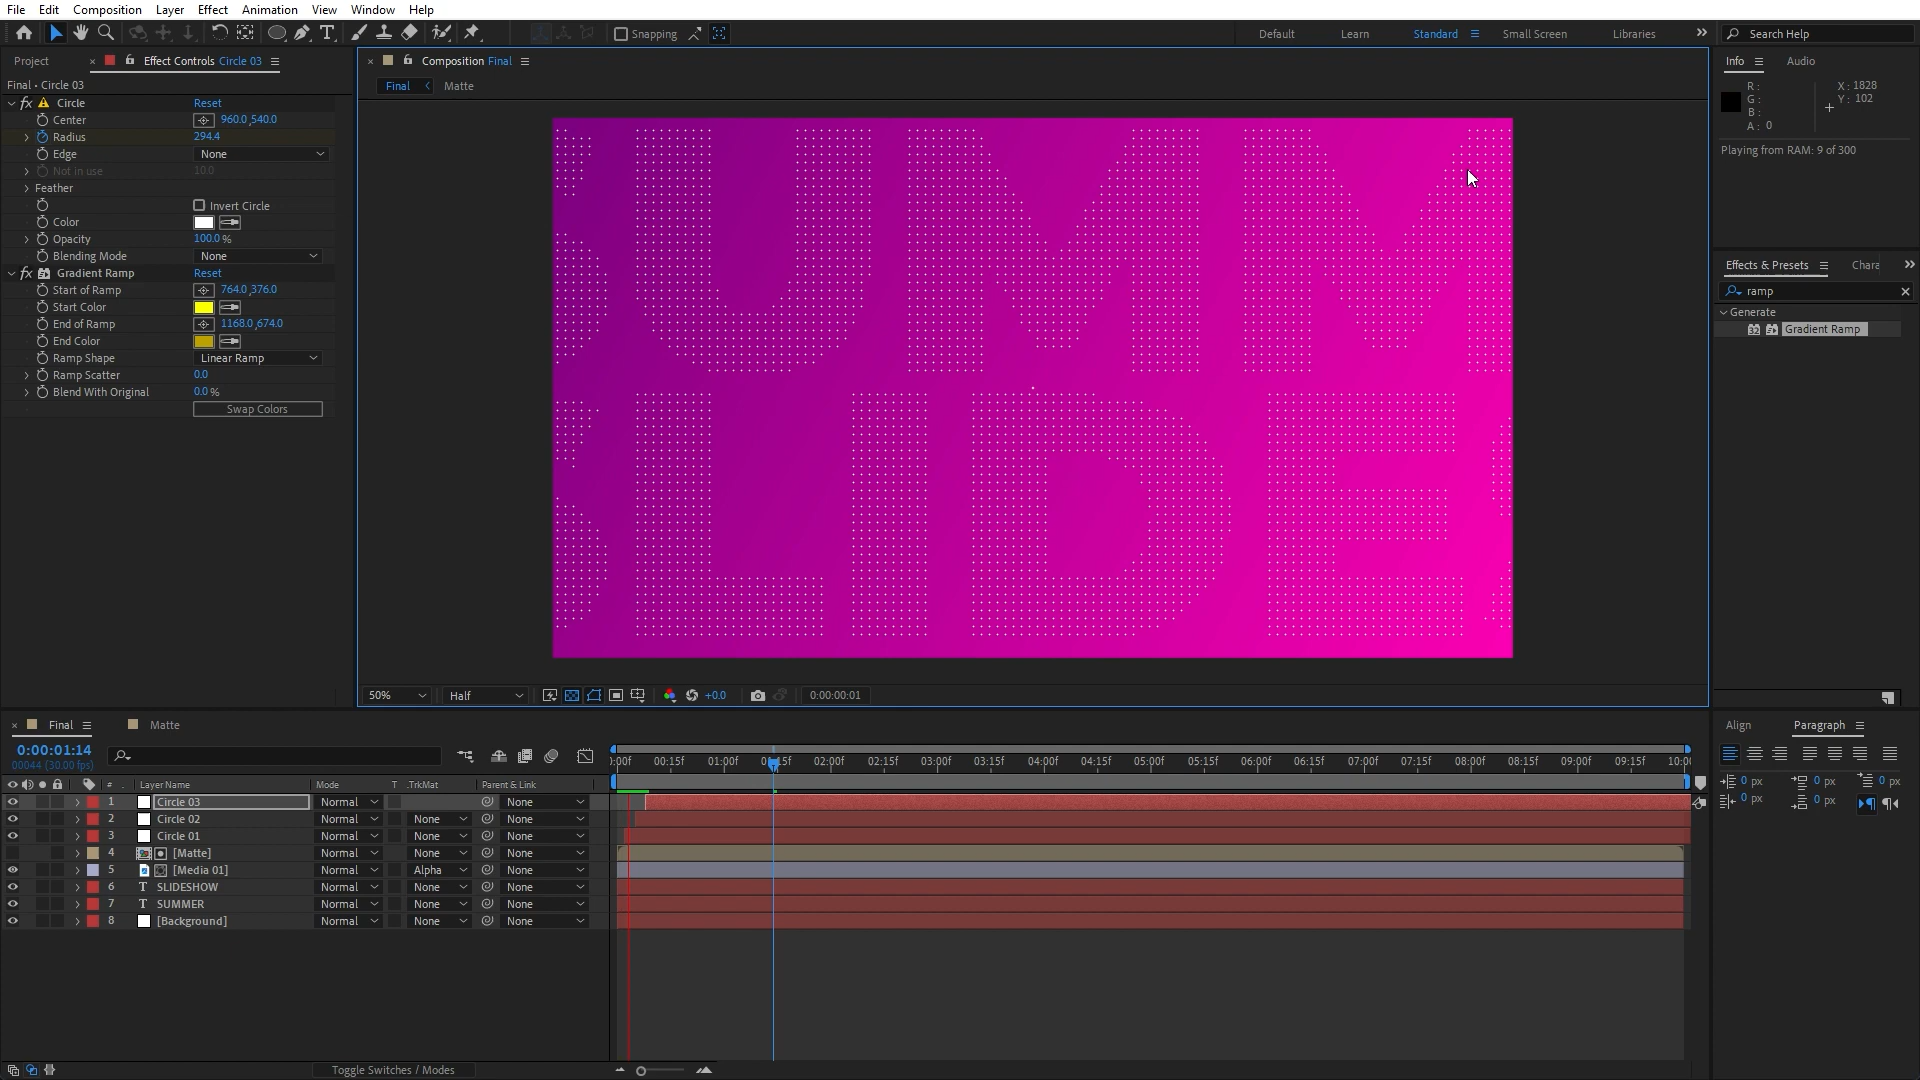 File Edit Composition Layer Effect Animation View Window Help
Snapping Default Learn Standard Small Screen Libraries Search Help
Project Effect Controls Circle 03
Final • Circle 03
Circle Reset
Center 960.0,540.0
Radius 294.4
Edge None
Not in use 10.0
Feather
Invert Circle
Color
Opacity 100.0 %
Blending Mode None
Gradient Ramp Reset
Start of Ramp 764.0,376.0
Start Color
End of Ramp 1168.0,674.0
End Color
Ramp Shape Linear Ramp
Ramp Scatter 0.0
Blend With Original 0.0 %
Swap Colors
Composition Final
Final Matte
50% Half +0.0 0:00:00:01
Info Audio
R :
G :
B :
A : 0
X : 1828
Y : 102
Playing from RAM: 9 of 300
Effects & Presets Chara
ramp
Generate
Gradient Ramp
Align Paragraph
0 px 0 px 0 px
0 px 0 px
Final Matte
0:00:01:14
00044 (30.00 fps)
# Layer Name Mode T .TrkMat Parent & Link
1 Circle 03 Normal None
2 Circle 02 Normal None None
3 Circle 01 Normal None None
4 [Matte] Normal None None
5 [Media 01] Normal Alpha None
6 SLIDESHOW Normal None None
7 SUMMER Normal None None
8 [Background] Normal None None
):00f 00:15f 01:00f 01:15f 02:00f 02:15f 03:00f 03:15f 04:00f 04:15f 05:00f 05:15f 06:00f 06:15f 07:00f 07:15f 08:00f 08:15f 09:00f 09:15f 10:0
Toggle Switches / Modes